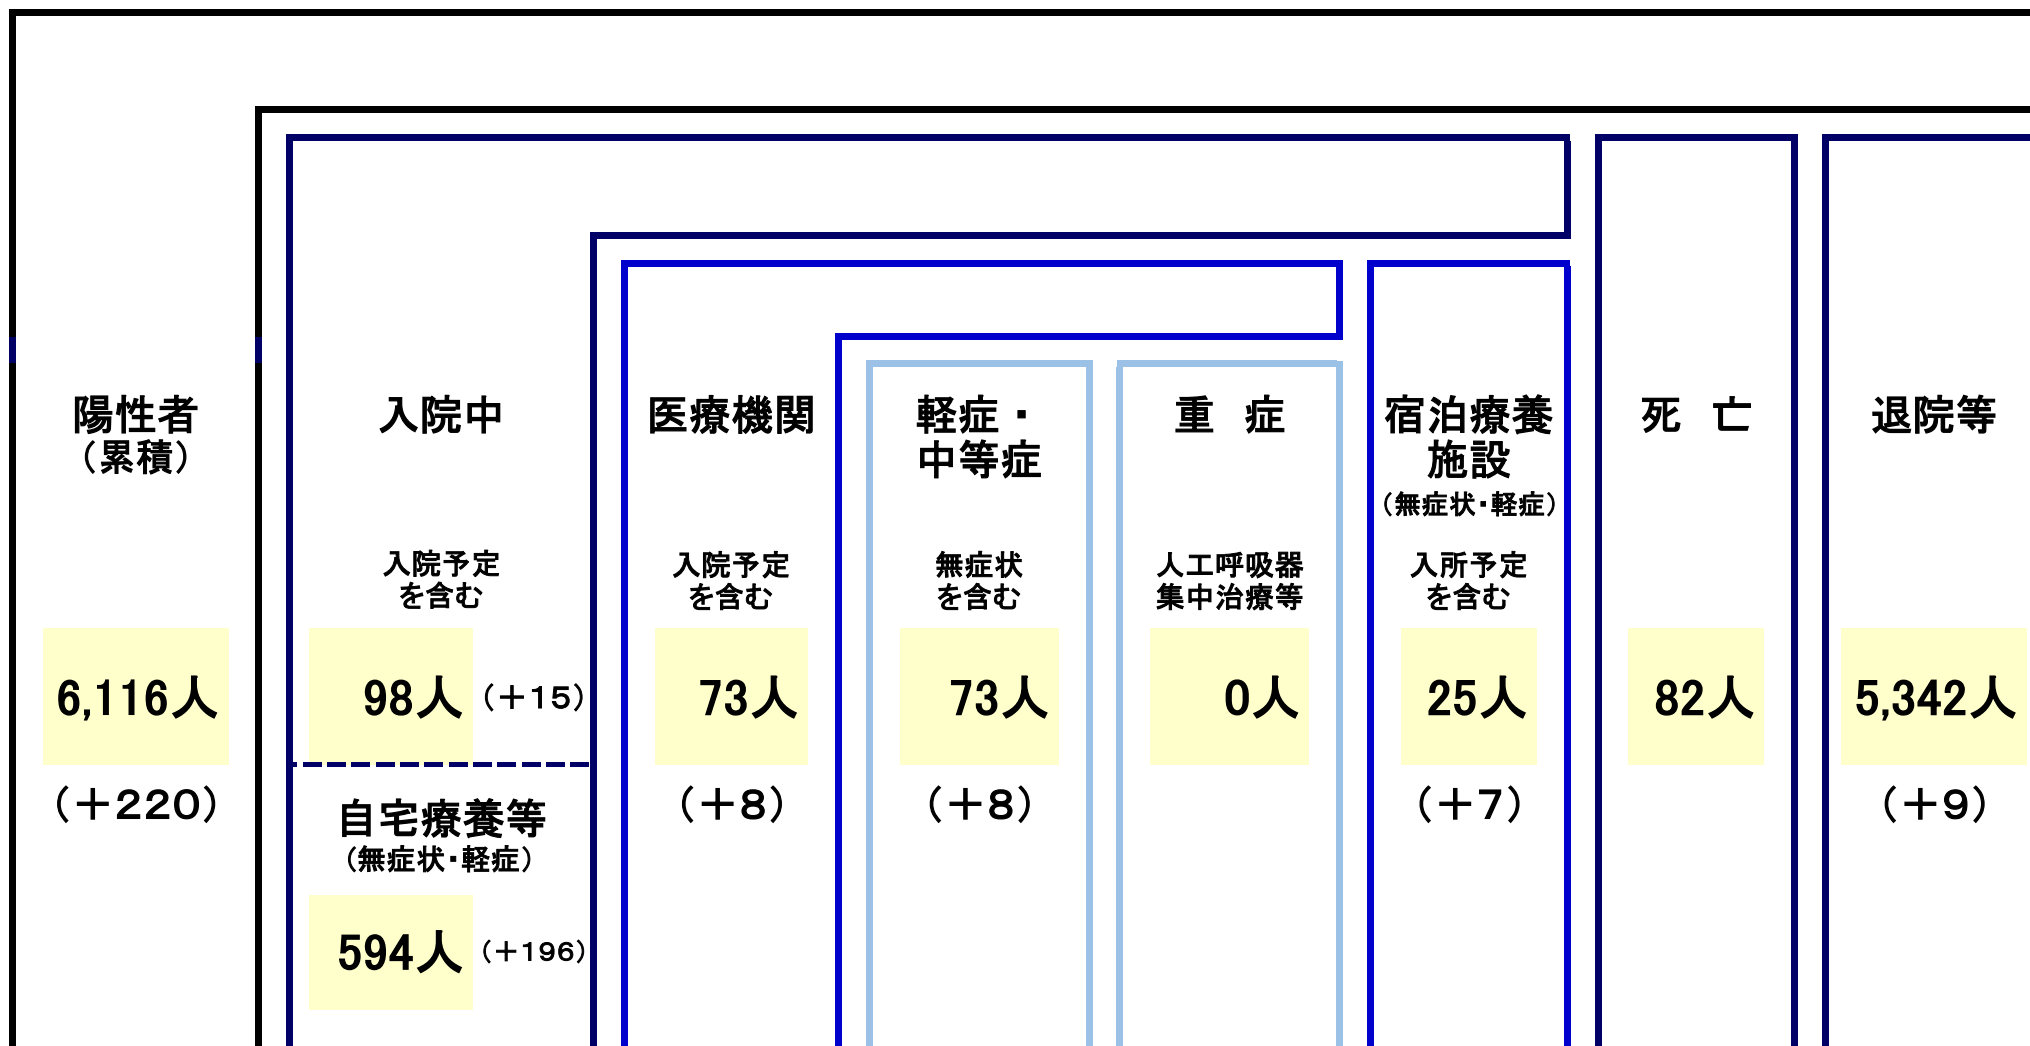 陽性者
（累積）
6,116人
（＋220）
入院中
入院予定
を含む
98人 （＋15）
自宅療養等
（無症状・軽症）
594人 （＋196）
医療機関
入院予定
を含む
73人
（＋8）
軽症・
中等症
無症状
を含む
73人
（＋8）
重　症
人工呼吸器
集中治療等
0人
宿泊療養
施設
（無症状・軽症）
入所予定
を含む
25人
（＋7）
死　亡
82人
退院等
5,342人
（＋9）